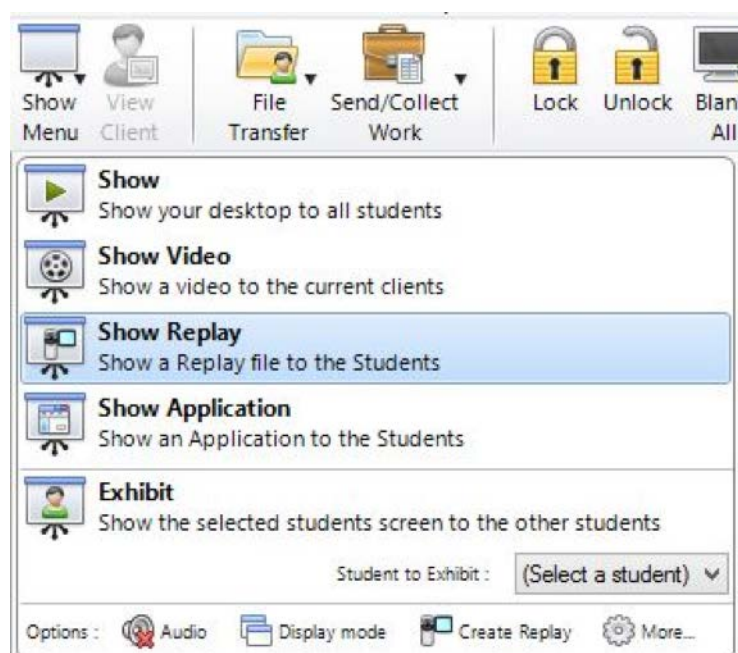 Show Menu
View Client
File Transfer
Send/Collect Work
Lock
Unlock
All
Show
Show your desktop to all students
Show Video
Show a video to the current clients
Show Replay
Show a Replay file to the Students
Show Application
Show an Application to the Students
Exhibit
Show the selected students screen to the other students
Student to Exhibit : (Select a student)
Options : Audio Display mode Create Replay More...